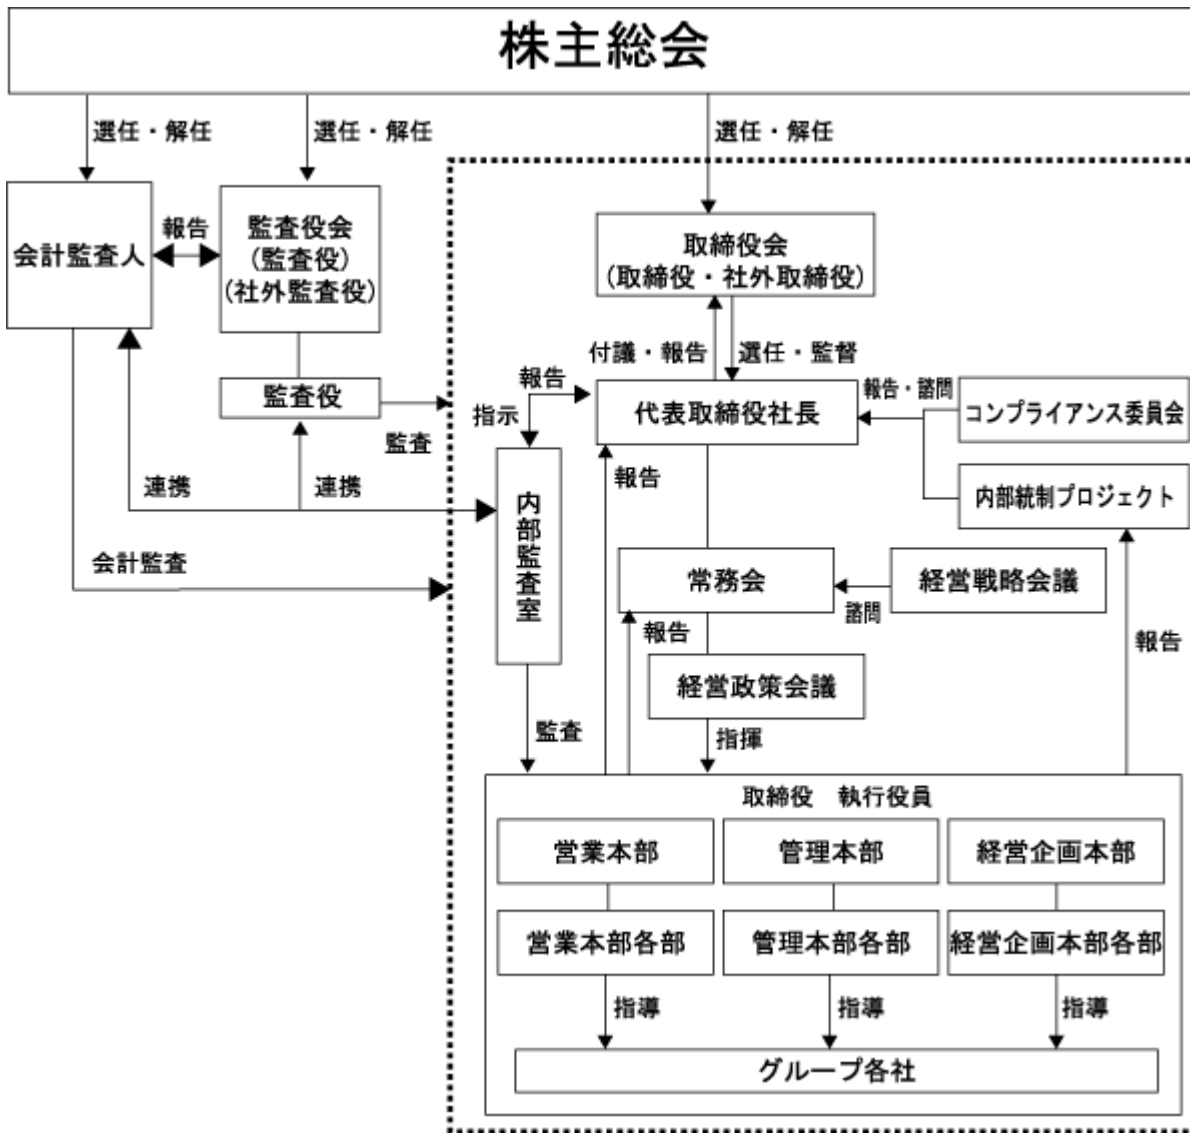 株主総会
選任・解任
選任・解任
選任・解任
会計監査人
報告
監査役会
(監査役)
(社外監査役)
取締役会
(取締役・社外取締役)
付議・報告
選任・監督
監査役
監査
報告
指示
代表取締役社長
報告・諮問
コンプライアンス委員会
内部統制プロジェクト
連携
連携
報告
内部監査室
会計監査
常務会
諮問
経営戦略会議
報告
報告
経営政策会議
監査
指揮
取締役　執行役員
営業本部
管理本部
経営企画本部
営業本部各部
管理本部各部
経営企画本部各部
指導
指導
指導
グループ各社